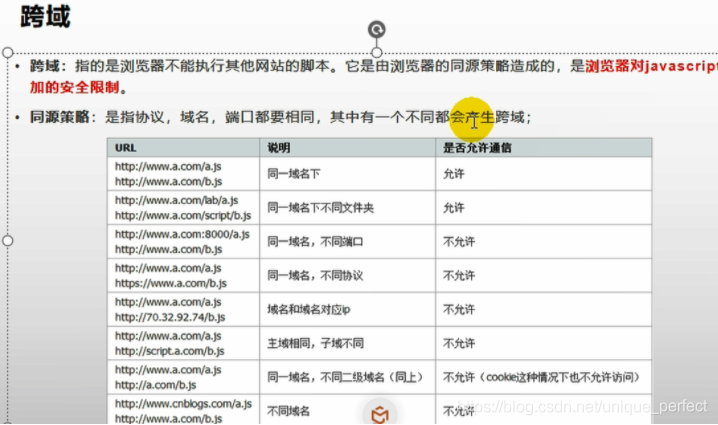 跨域
• 跨域：指的是浏览器不能执行其他网站的脚本。它是由浏览器的同源策略造成的，是浏览器对javascript
加的安全限制。
• 同源策略：是指协议，域名，端口都要相同，其中有一个不同都会产生跨域；
URL 说明 是否允许通信
http://www.a.com/a.js
http://www.a.com/b.js
同一域名下 允许
http://www.a.com/lab/a.js
http://www.a.com/script/b.js
同一域名下不同文件夹 允许
http://www.a.com:8000/a.js
http://www.a.com/b.js
同一域名，不同端口 不允许
http://www.a.com/a.js
https://www.a.com/b.js
同一域名，不同协议 不允许
http://www.a.com/a.js
http://70.32.92.74/b.js
域名和域名对应ip 不允许
http://www.a.com/a.js
http://script.a.com/b.js
主域相同，子域不同 不允许
http://www.a.com/a.js
http://a.com/b.js
同一域名，不同二级域名（同上） 不允许（cookie这种情况下也不允许访问）
http://www.cnblogs.com/a.js
http://www.a.com/b.js
不同域名 不允许
https://blog.csdn.net/unique_perfect